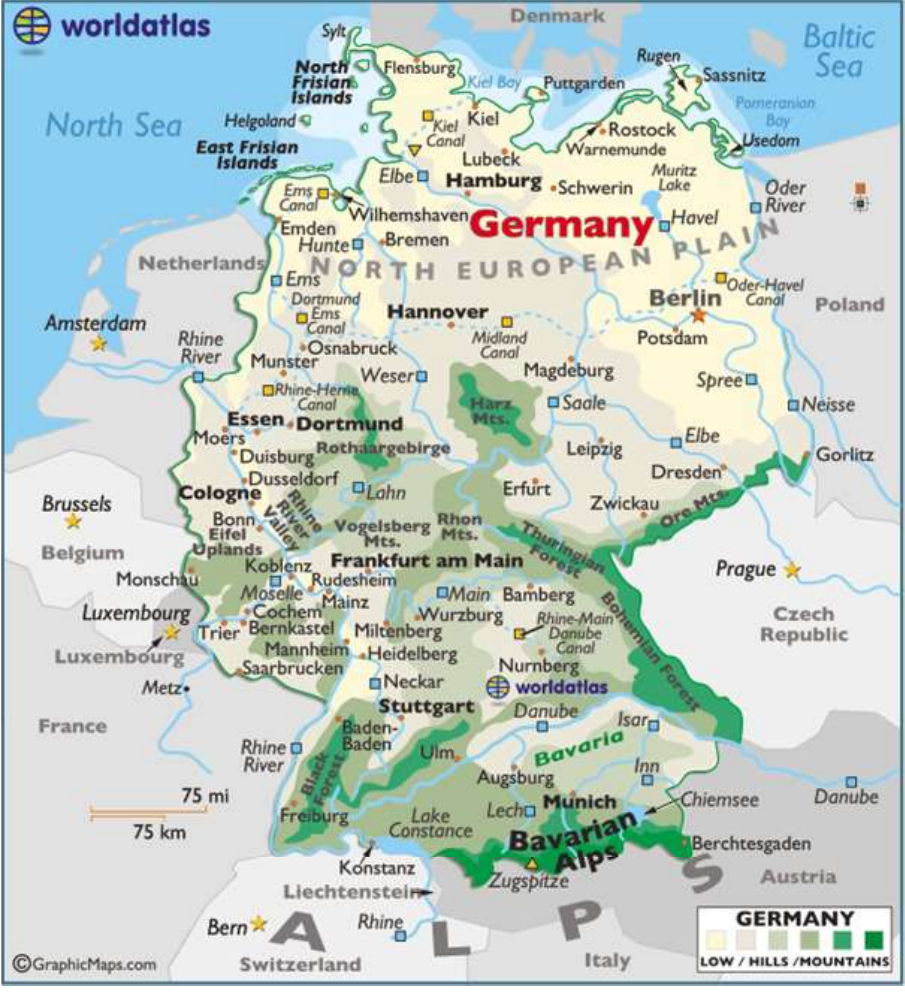 worldatlas
Denmark
Baltic
Sea
Sylt
North
Frisian
Islands
Flensburg
Kiel Bay
Puttgarden
Rugen
Sassnitz
Pomeranian
Bay
North Sea
Helgoland
Kiel
Canal
Kiel
Rostock
Warnemunde
Usedom
East Frisian
Islands
Lubeck
Elbe
Hamburg
Schwerin
Muritz
Lake
Oder
River
Ems
Canal
Wilhemshaven
Emden
Germany
Havel
Hunte
Bremen
NORTH EUROPEAN PLAIN
Netherlands
Ems
Oder-Havel
Canal
Dortmund
Ems
Canal
Hannover
Berlin
Poland
Amsterdam
Rhine
River
Osnabruck
Midland
Canal
Potsdam
Munster
Weser
Magdeburg
Spree
Rhine-Herne
Canal
Harz
Mts.
Saale
Neisse
Essen
Dortmund
Moers
Rothaargebirge
Elbe
Leipzig
Gorlitz
Duisburg
Dusseldorf
Dresden
Cologne
Lahn
Erfurt
Zwickau
Ore Mts.
Brussels
Rhine
River
Valley
Bonn
Eifel
Uplands
Vogelsberg
Mts.
Rhon
Mts.
Thuringian
Forest
Belgium
Frankfurt am Main
Koblenz
Prague
Monschau
Rudesheim
Moselle
Mainz
Main
Bamberg
Bohemian Forest
Luxembourg
Cochem
Wurzburg
Rhine-Main
Danube
Canal
Czech
Republic
Trier
Bernkastel
Miltenberg
Luxembourg
Mannheim
Heidelberg
Nurnberg
Saarbrucken
Metz
Neckar
worldatlas
France
Stuttgart
Danube
Isar
Baden-
Baden
Rhine
River
Ulm
Bavaria
Black
Forest
Augsburg
Inn
75 mi
75 km
Freiburg
Lake
Constance
Lech
Munich
Chiemsee
Danube
Bavarian
Alps
Berchtesgaden
Konstanz
Zugspitze
Austria
Liechtenstein
ALPS
Bern
Rhine
Switzerland
Italy
GERMANY
LOW / HILLS /MOUNTAINS
©GraphicMaps.com